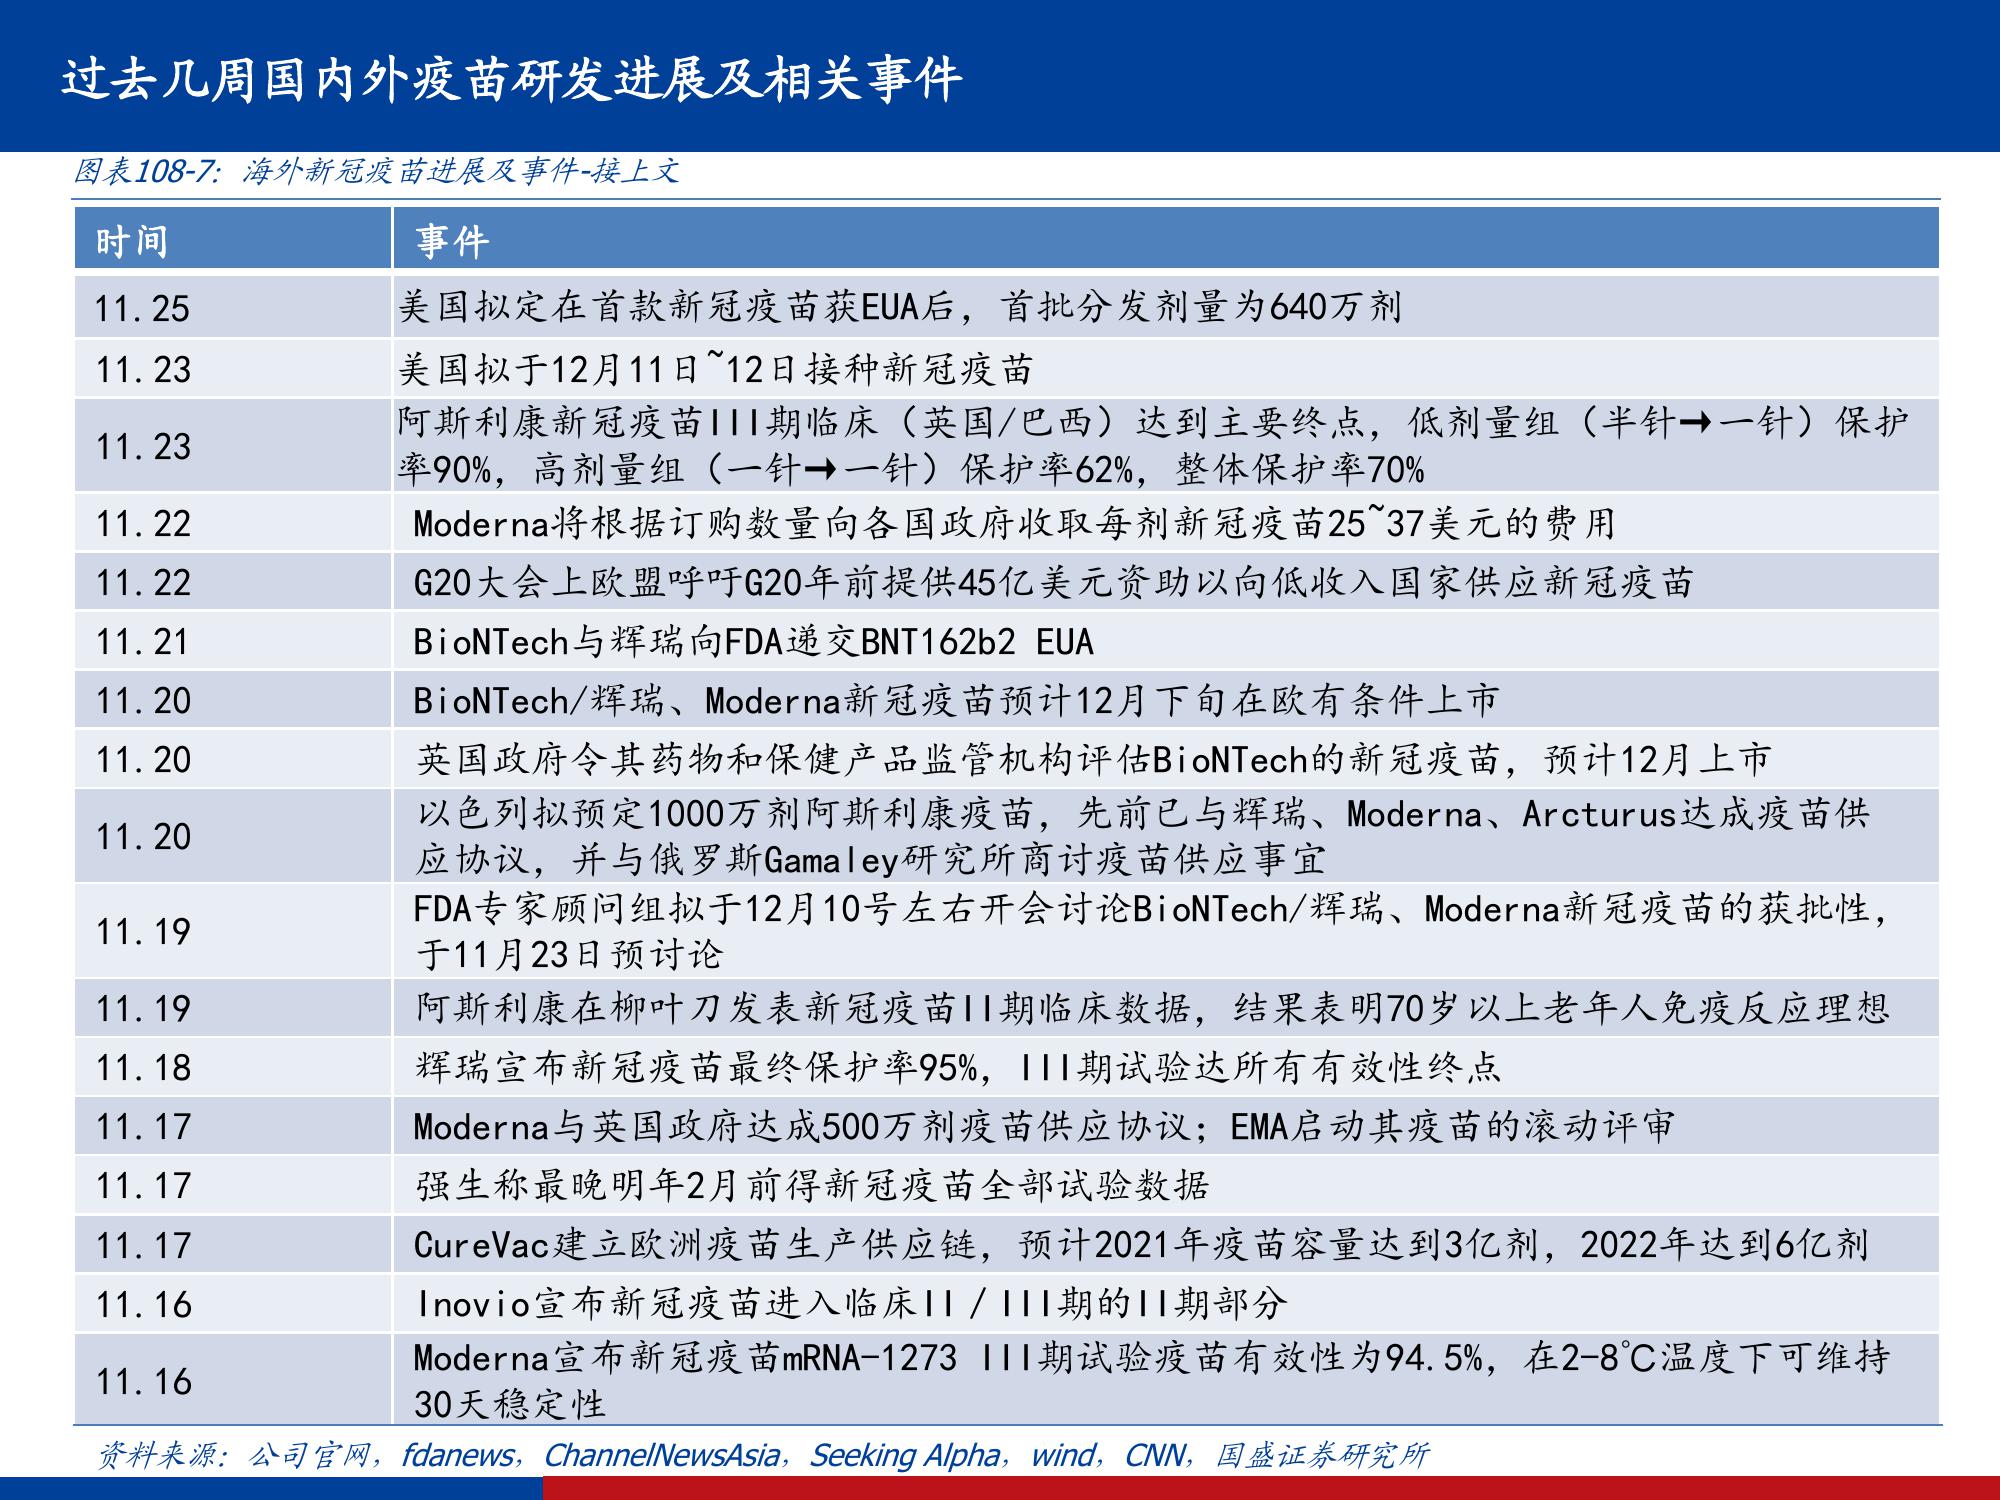 过去几周国内外疫苗研发进展及相关事件
图表108-7：海外新冠疫苗进展及事件-接上文
时间 事件
11.25 美国拟定在首款新冠疫苗获EUA后，首批分发剂量为640万剂
11.23 美国拟于12月11日~12日接种新冠疫苗
11.23 阿斯利康新冠疫苗III期临床（英国/巴西）达到主要终点，低剂量组（半针→一针）保护
率90%，高剂量组（一针→一针）保护率62%，整体保护率70%
11.22 Moderna将根据订购数量向各国政府收取每剂新冠疫苗25~37美元的费用
11.22 G20大会上欧盟呼吁G20年前提供45亿美元资助以向低收入国家供应新冠疫苗
11.21 BioNTech与辉瑞向FDA递交BNT162b2 EUA
11.20 BioNTech/辉瑞、Moderna新冠疫苗预计12月下旬在欧有条件上市
11.20 英国政府令其药物和保健产品监管机构评估BioNTech的新冠疫苗，预计12月上市
11.20 以色列拟预定1000万剂阿斯利康疫苗，先前已与辉瑞、Moderna、Arcturus达成疫苗供
应协议，并与俄罗斯Gamaley研究所商讨疫苗供应事宜
11.19 FDA专家顾问组拟于12月10号左右开会讨论BioNTech/辉瑞、Moderna新冠疫苗的获批性，
于11月23日预讨论
11.19 阿斯利康在柳叶刀发表新冠疫苗II期临床数据，结果表明70岁以上老年人免疫反应理想
11.18 辉瑞宣布新冠疫苗最终保护率95%，III期试验达所有有效性终点
11.17 Moderna与英国政府达成500万剂疫苗供应协议；EMA启动其疫苗的滚动评审
11.17 强生称最晚明年2月前得新冠疫苗全部试验数据
11.17 CureVac建立欧洲疫苗生产供应链，预计2021年疫苗容量达到3亿剂，2022年达到6亿剂
11.16 Inovio宣布新冠疫苗进入临床II／III期的II期部分
11.16 Moderna宣布新冠疫苗mRNA-1273 III期试验疫苗有效性为94.5%，在2-8℃温度下可维持
30天稳定性
资料来源：公司官网，fdanews，ChannelNewsAsia，Seeking Alpha，wind，CNN，国盛证券研究所